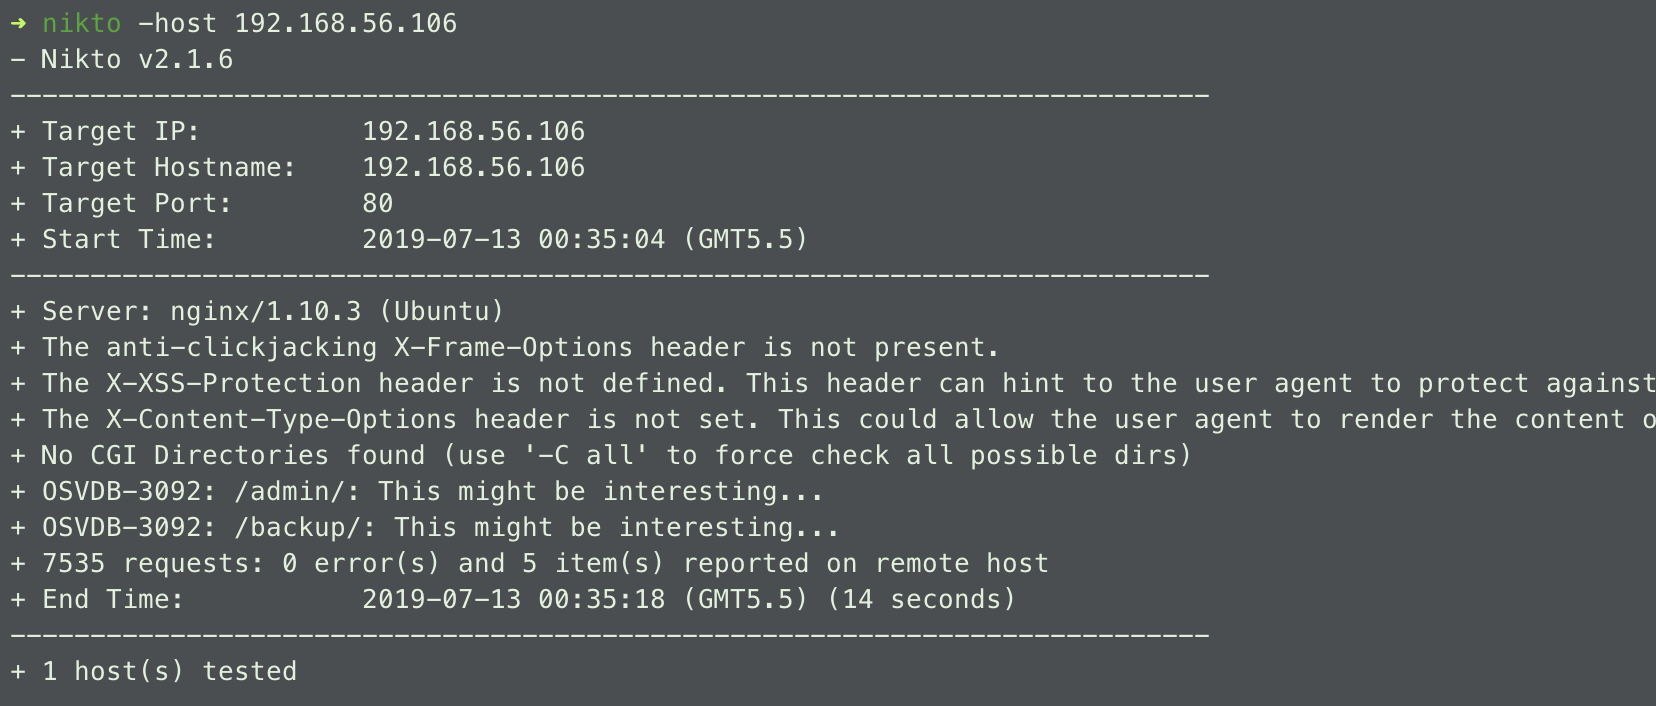 ➜ nikto -host 192.168.56.106
- Nikto v2.1.6
---------------------------------------------------------------------------
+ Target IP:          192.168.56.106
+ Target Hostname:    192.168.56.106
+ Target Port:        80
+ Start Time:         2019-07-13 00:35:04 (GMT5.5)
---------------------------------------------------------------------------
+ Server: nginx/1.10.3 (Ubuntu)
+ The anti-clickjacking X-Frame-Options header is not present.
+ The X-XSS-Protection header is not defined. This header can hint to the user agent to protect against
+ The X-Content-Type-Options header is not set. This could allow the user agent to render the content o
+ No CGI Directories found (use '-C all' to force check all possible dirs)
+ OSVDB-3092: /admin/: This might be interesting...
+ OSVDB-3092: /backup/: This might be interesting...
+ 7535 requests: 0 error(s) and 5 item(s) reported on remote host
+ End Time:           2019-07-13 00:35:18 (GMT5.5) (14 seconds)
---------------------------------------------------------------------------
+ 1 host(s) tested